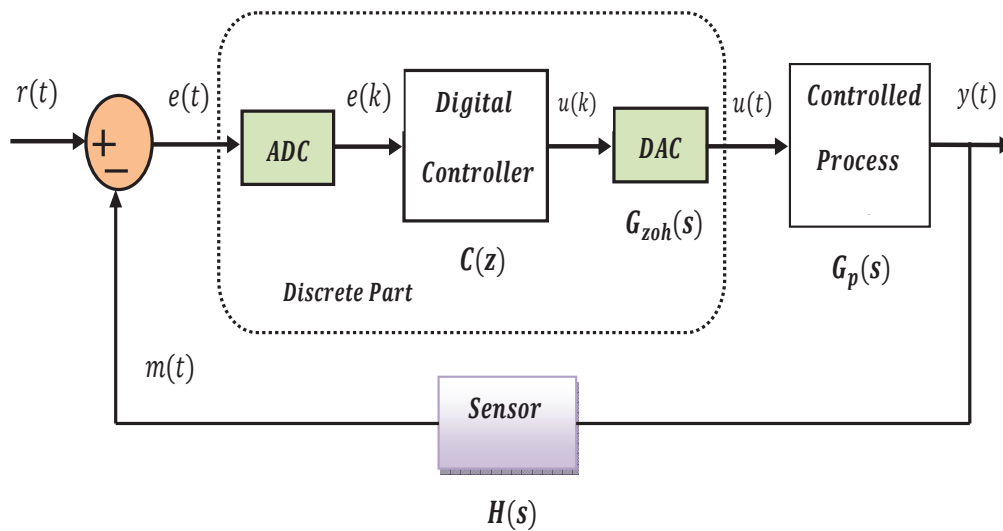 r(t)
e(t)
ADC
e(k)
Digital
Controller
C(z)
u(k)
DAC
G_zoh(s)
u(t)
Controlled
Process
G_p(s)
y(t)
+
−
Discrete Part
m(t)
Sensor
H(s)